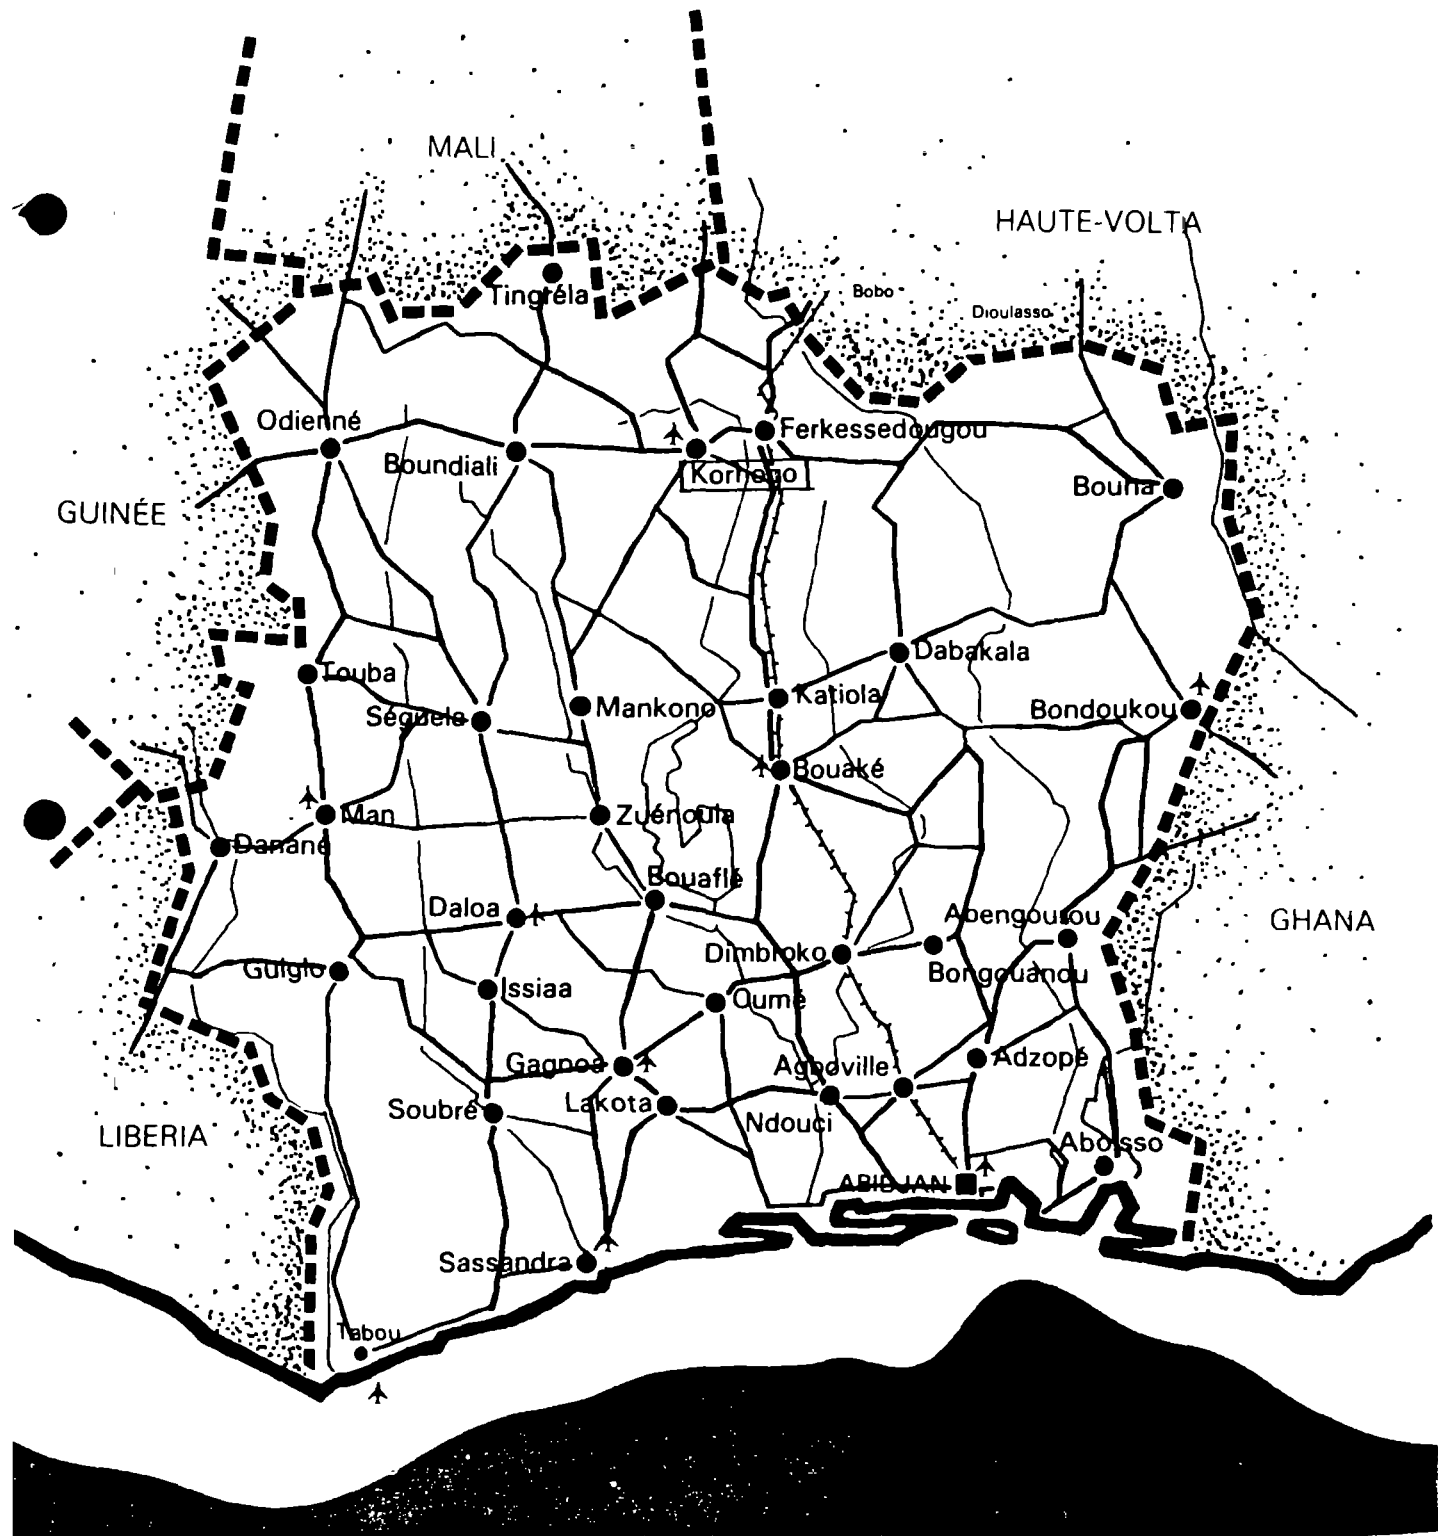 MALI
HAUTE-VOLTA
Bobo
Dioulasso
Tingréla
Odienné
Ferkessedougou
Boundiali
Korhogo
Bouna
GUINÉE
Dabakala
Touba
Katiola
Séguela
Mankono
Bondoukou
Bouaké
Man
Zuénoula
Danané
Bouaflé
Daloa
Abengourou
GHANA
Dimbroko
Bongouanou
Guiglo
Issiaa
Oumé
Gagnoa
Agboville
Adzopé
Soubré
Lakota
Ndouci
LIBERIA
Aboisso
ABIDJAN
Sassandra
Tabou